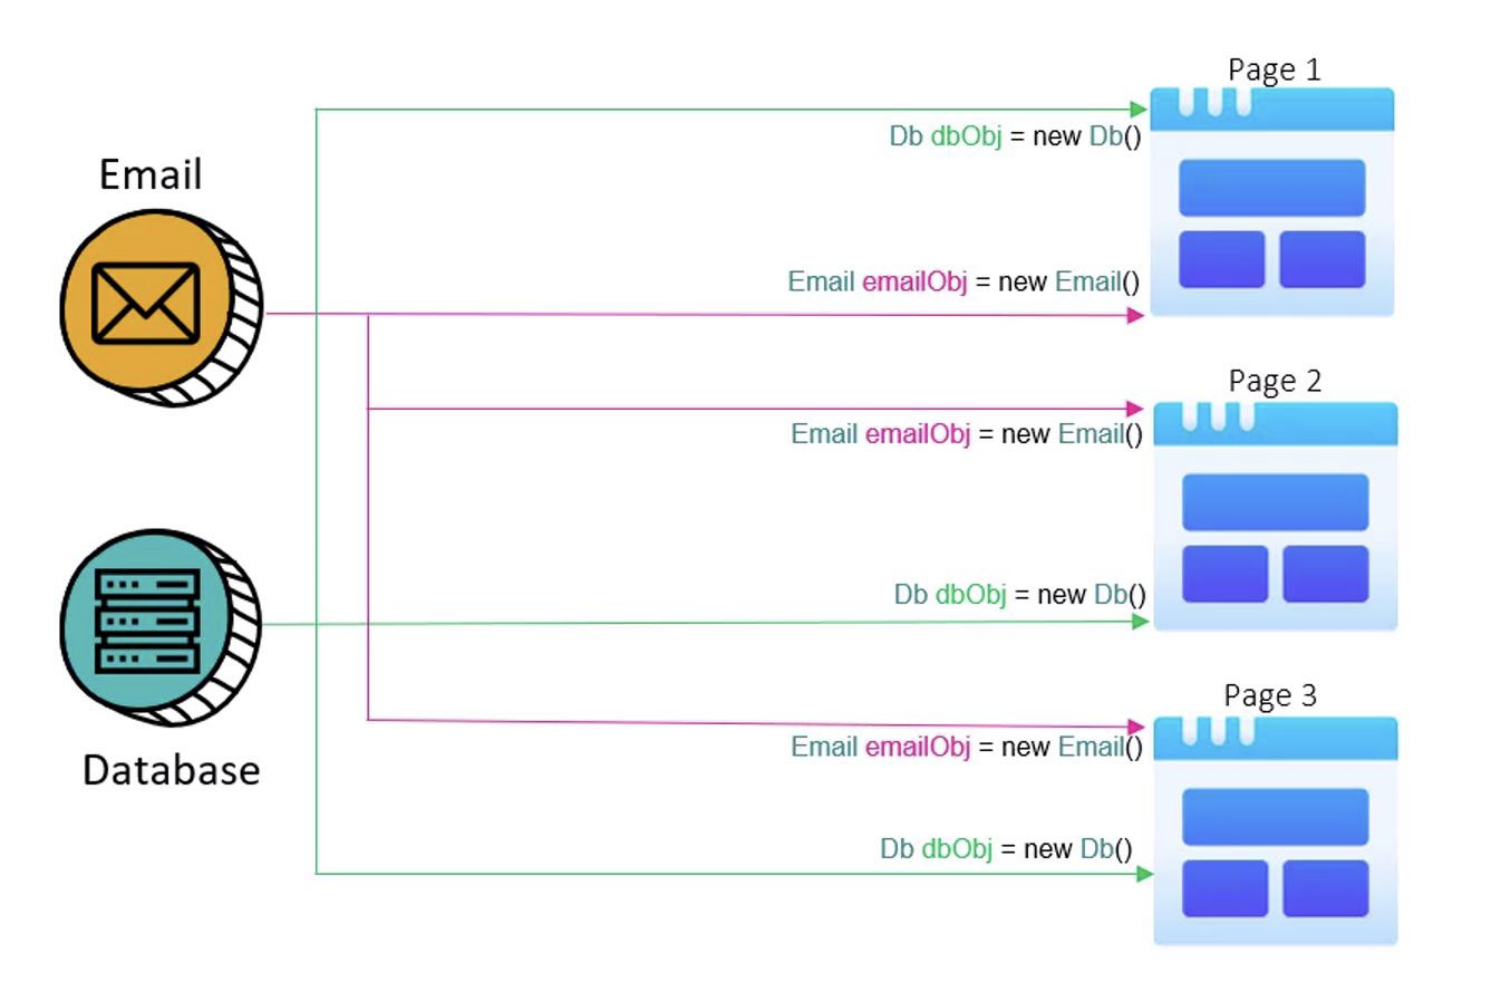 Page 1
Db dbObj = new Db()
Email
Email emailObj = new Email()
Page 2
Email emailObj = new Email()
Db dbObj = new Db()
Page 3
Email emailObj = new Email()
Database
Db dbObj = new Db()